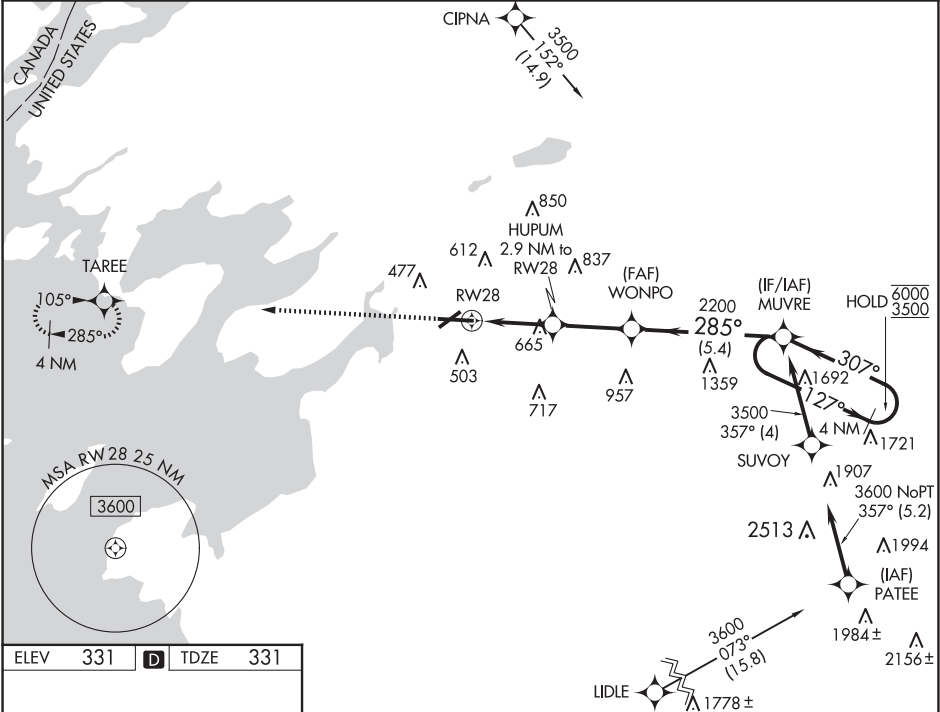 CIPNA
3500
152°
(14.9)
CANADA
UNITED STATES
850
HUPUM
2.9 NM to
RW28
612
837
477
TAREE
RW28
(FAF)
WONPO
(IF/IAF)
MUVRE
HOLD
6000
3500
105°
285°
4 NM
2200
285°
(5.4)
307°
665
503
1359
1692
127°
717
957
3500
357° (4)
4 NM
1721
SUVOY
MSA RW28 25 NM
3600
1907
3600 NoPT
357° (5.2)
2513
1994
(IAF)
PATEE
1984 ±
2156 ±
3600
073°
(15.8)
LIDLE
1778 ±
ELEV 331 D TDZE 331